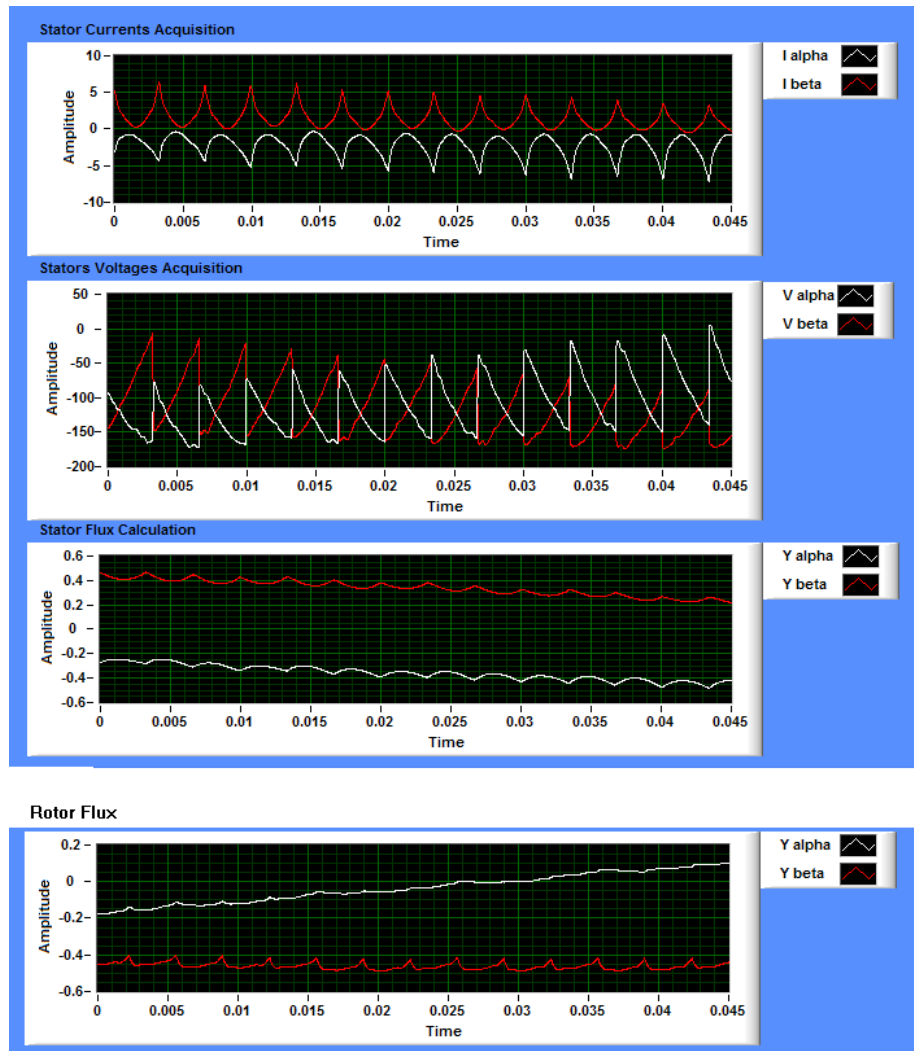 Stator Currents Acquisition
10
5
0
-5
-10
Amplitude
0 0.005 0.01 0.015 0.02 0.025 0.03 0.035 0.04 0.045
Time
I alpha
I beta
Stators Voltages Acquisition
50
0
-50
-100
-150
-200
Amplitude
0 0.005 0.01 0.015 0.02 0.025 0.03 0.035 0.04 0.045
Time
V alpha
V beta
Stator Flux Calculation
0.6
0.4
0.2
0
-0.2
-0.4
-0.6
Amplitude
0 0.005 0.01 0.015 0.02 0.025 0.03 0.035 0.04 0.045
Time
Y alpha
Y beta
Rotor Flux
0.2
0
-0.2
-0.4
-0.6
Amplitude
0 0.005 0.01 0.015 0.02 0.025 0.03 0.035 0.04 0.045
Time
Y alpha
Y beta